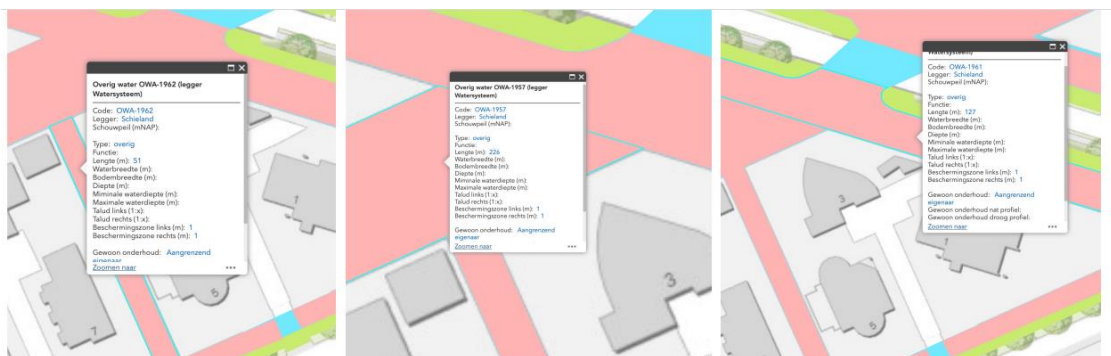 Overig water OWA-1962 (legger
Watersysteem)
Code: OWA-1962
Legger: Schieland
Schouwpeil (mNAP):
Type: overig
Functie:
Lengte (m): 51
Waterbreedte (m):
Bodembreedte (m):
Diepte (m):
Miminale waterdiepte (m):
Maximale waterdiepte (m):
Talud links (1:x):
Talud rechts (1:x):
Beschermingszone links (m): 1
Beschermingszone rechts (m): 1
Gewoon onderhoud: Aangrenzend
eigenaar
Zoomen naar
1
5
7
Overig water OWA-1957 (legger
Watersysteem)
Code: OWA-1957
Legger: Schieland
Schouwpeil (mNAP):
Type: overig
Functie:
Lengte (m): 226
Waterbreedte (m):
Bodembreedte (m):
Diepte (m):
Miminale waterdiepte (m):
Maximale waterdiepte (m):
Talud links (1:x):
Talud rechts (1:x):
Beschermingszone links (m): 1
Beschermingszone rechts (m): 1
Gewoon onderhoud: Aangrenzend
eigenaar
Zoomen naar
3
Watersysteem)
Code: OWA-1961
Legger: Schieland
Schouwpeil (mNAP):
Type: overig
Functie:
Lengte (m): 127
Waterbreedte (m):
Bodembreedte (m):
Diepte (m):
Miminale waterdiepte (m):
Maximale waterdiepte (m):
Talud links (1:x):
Talud rechts (1:x):
Beschermingszone links (m): 1
Beschermingszone rechts (m): 1
Gewoon onderhoud: Aangrenzend
eigenaar
Gewoon onderhoud nat profiel:
Gewoon onderhoud droog profiel:
Zoomen naar
3
1
5